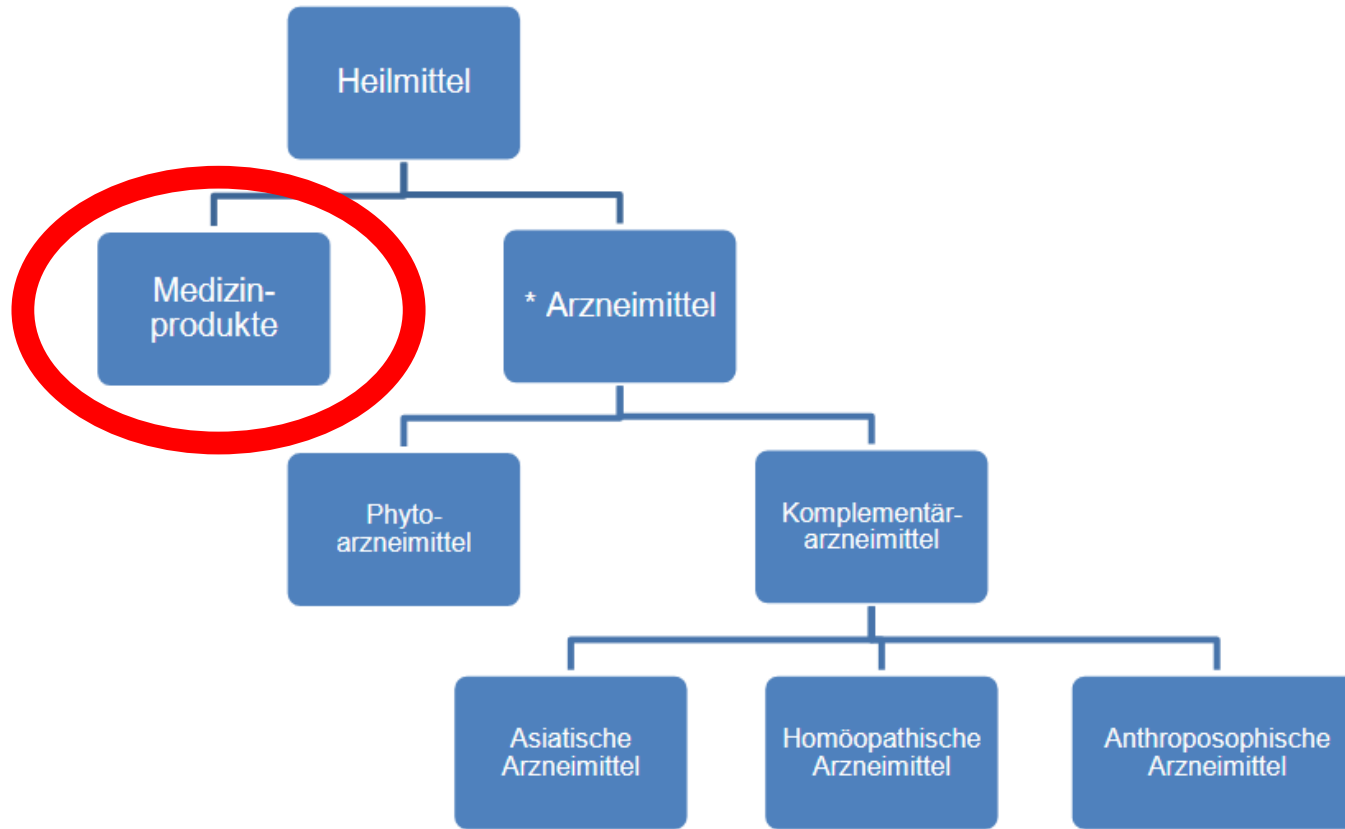 Heilmittel
Medizin-
produkte
* Arzneimittel
Phyto-
arzneimittel
Komplementär-
arzneimittel
Asiatische
Arzneimittel
Homöopathische
Arzneimittel
Anthroposophische
Arzneimittel